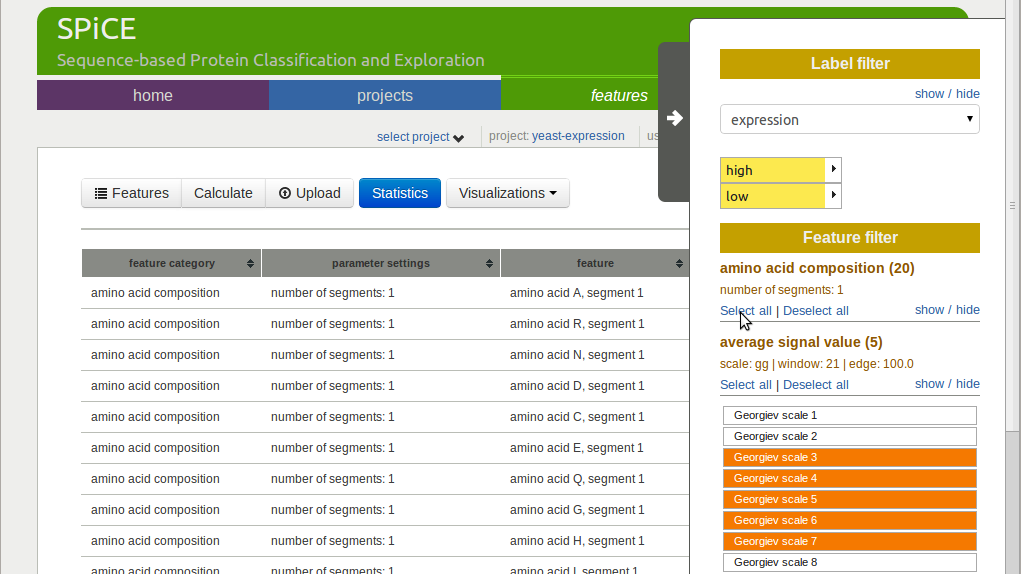 SPiCE
Sequence-based Protein Classification and Exploration
home projects features
select project project: yeast-expression
Features Calculate Upload Statistics Visualizations
feature category parameter settings feature
amino acid composition number of segments: 1 amino acid A, segment 1
amino acid composition number of segments: 1 amino acid R, segment 1
amino acid composition number of segments: 1 amino acid N, segment 1
amino acid composition number of segments: 1 amino acid D, segment 1
amino acid composition number of segments: 1 amino acid C, segment 1
amino acid composition number of segments: 1 amino acid E, segment 1
amino acid composition number of segments: 1 amino acid Q, segment 1
amino acid composition number of segments: 1 amino acid G, segment 1
amino acid composition number of segments: 1 amino acid H, segment 1
amino acid composition number of segments: 1 amino acid I, segment 1
Label filter
show / hide
expression
high
low
Feature filter
amino acid composition (20)
number of segments: 1
Select all | Deselect all show / hide
average signal value (5)
scale: gg | window: 21 | edge: 100.0
Select all | Deselect all show / hide
Georgiev scale 1
Georgiev scale 2
Georgiev scale 3
Georgiev scale 4
Georgiev scale 5
Georgiev scale 6
Georgiev scale 7
Georgiev scale 8